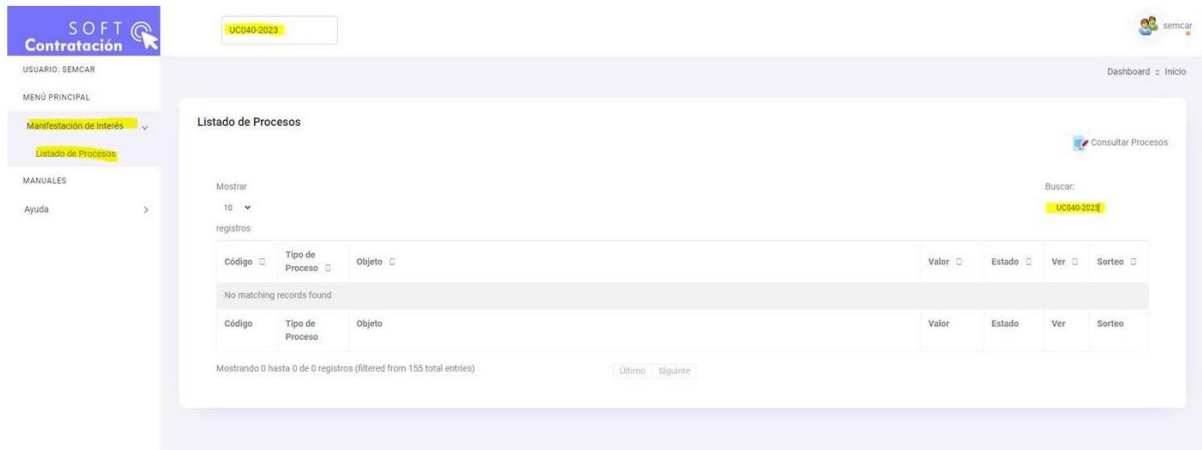 SOFT
Contratación
UC040-2023
semcar
USUARIO: SEMCAR
Dashboard Inicio
MENÚ PRINCIPAL
Manifestación de Interés
Listado de Procesos
MANUALES
Ayuda
Listado de Procesos
Consultar Procesos
Mostrar
10
registros
Buscar:
UC040-2023
Código Tipo de Proceso Objeto Valor Estado Ver Sorteo
No matching records found
Código Tipo de Proceso Objeto Valor Estado Ver Sorteo
Mostrando 0 hasta 0 de 0 registros (filtered from 155 total entries)
Último Siguiente